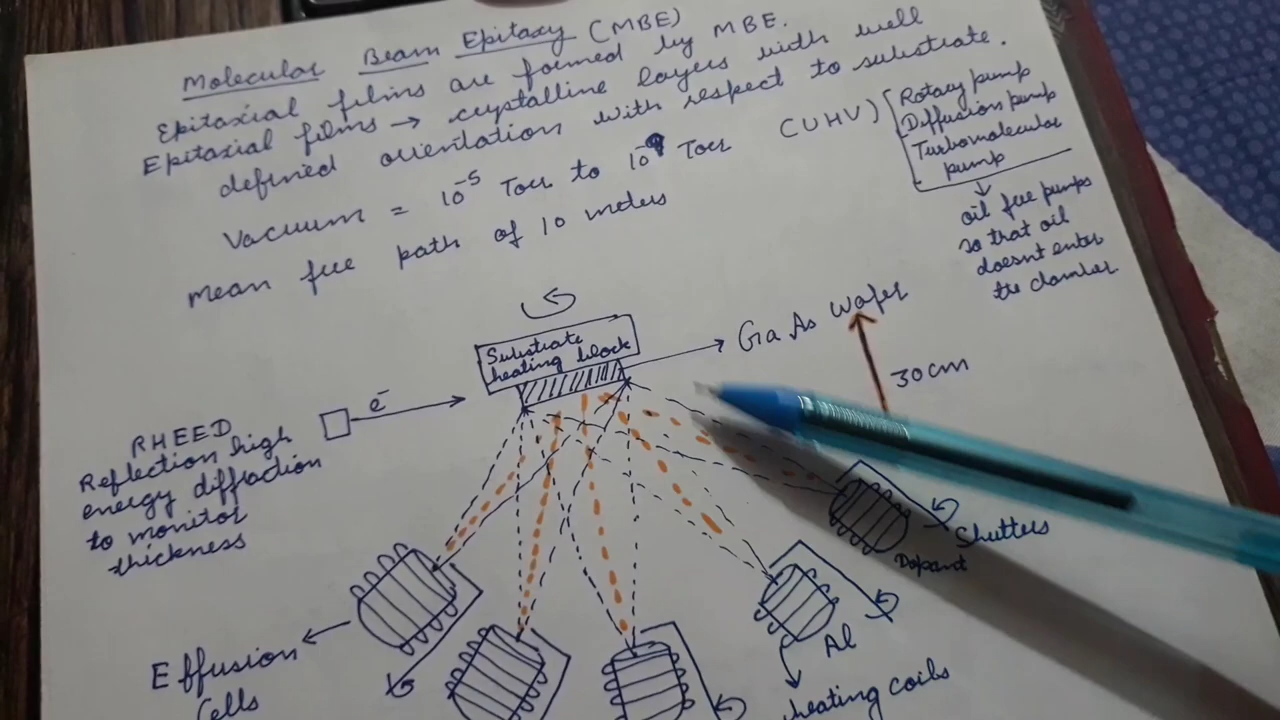 Molecular Beam Epitaxy (MBE)
Epitaxial films are formed by MBE.
Epitaxial films → crystalline layers with well
defined orientation with respect to substrate.
Vacuum = 10⁻⁵ Torr to 10⁻⁹ Torr (UHV)
Rotary pump
Diffusion pump
Turbomolecular
pump
oil free pumps
so that oil
doesnt enter
the chamber
mean free path of 10 meters
Substrate
heating block
GaAs Wafer
30cm
e⁻
RHEED
Reflection high
energy diffraction
to monitor
thickness
Shutters
Dopant
Al
heating coils
Effusion
Cells